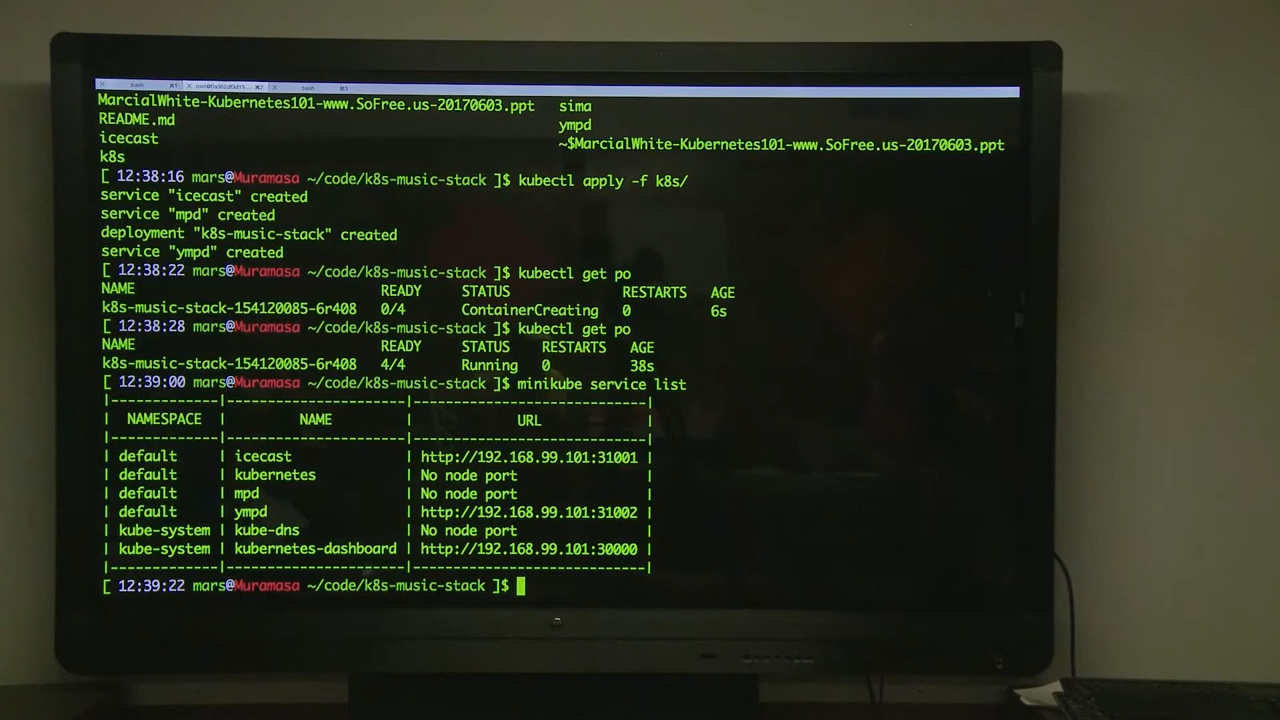 bash ⌘1 bash ⌘3
MarcialWhite-Kubernetes101-www.SoFree.us-20170603.ppt sima
README.md ympd
icecast ~$MarcialWhite-Kubernetes101-www.SoFree.us-20170603.ppt
k8s
[ 12:38:16 mars@Muramasa ~/code/k8s-music-stack ]$ kubectl apply -f k8s/
service "icecast" created
service "mpd" created
deployment "k8s-music-stack" created
service "ympd" created
[ 12:38:22 mars@Muramasa ~/code/k8s-music-stack ]$ kubectl get po
NAME READY STATUS RESTARTS AGE
k8s-music-stack-154120085-6r408 0/4 ContainerCreating 0 6s
[ 12:38:28 mars@Muramasa ~/code/k8s-music-stack ]$ kubectl get po
NAME READY STATUS RESTARTS AGE
k8s-music-stack-154120085-6r408 4/4 Running 0 38s
[ 12:39:00 mars@Muramasa ~/code/k8s-music-stack ]$ minikube service list
|-------------|----------------------|-----------------------------|
| NAMESPACE | NAME | URL |
|-------------|----------------------|-----------------------------|
| default | icecast | http://192.168.99.101:31001 |
| default | kubernetes | No node port |
| default | mpd | No node port |
| default | ympd | http://192.168.99.101:31002 |
| kube-system | kube-dns | No node port |
| kube-system | kubernetes-dashboard | http://192.168.99.101:30000 |
|-------------|----------------------|-----------------------------|
[ 12:39:22 mars@Muramasa ~/code/k8s-music-stack ]$